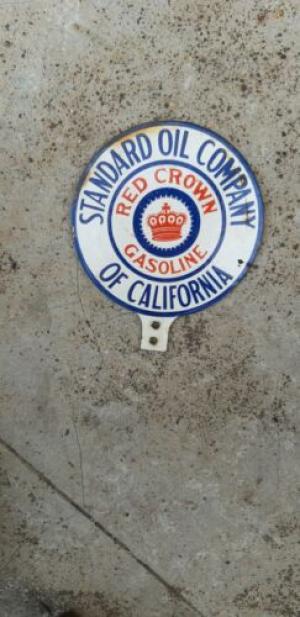 STANDARD OIL COMPANY
RED CROWN
GASOLINE
OF CALIFORNIA